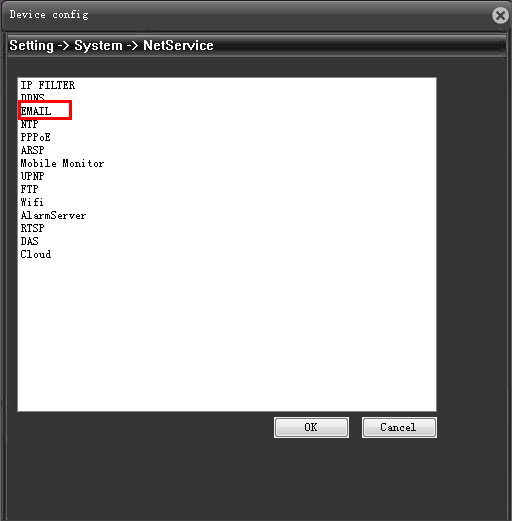 Device config
Setting -> System -> NetService
IP FILTER
DDNS
EMAIL
NTP
PPPoE
ARSP
Mobile Monitor
UPNP
FTP
Wifi
AlarmServer
RTSP
DAS
Cloud
OK Cancel